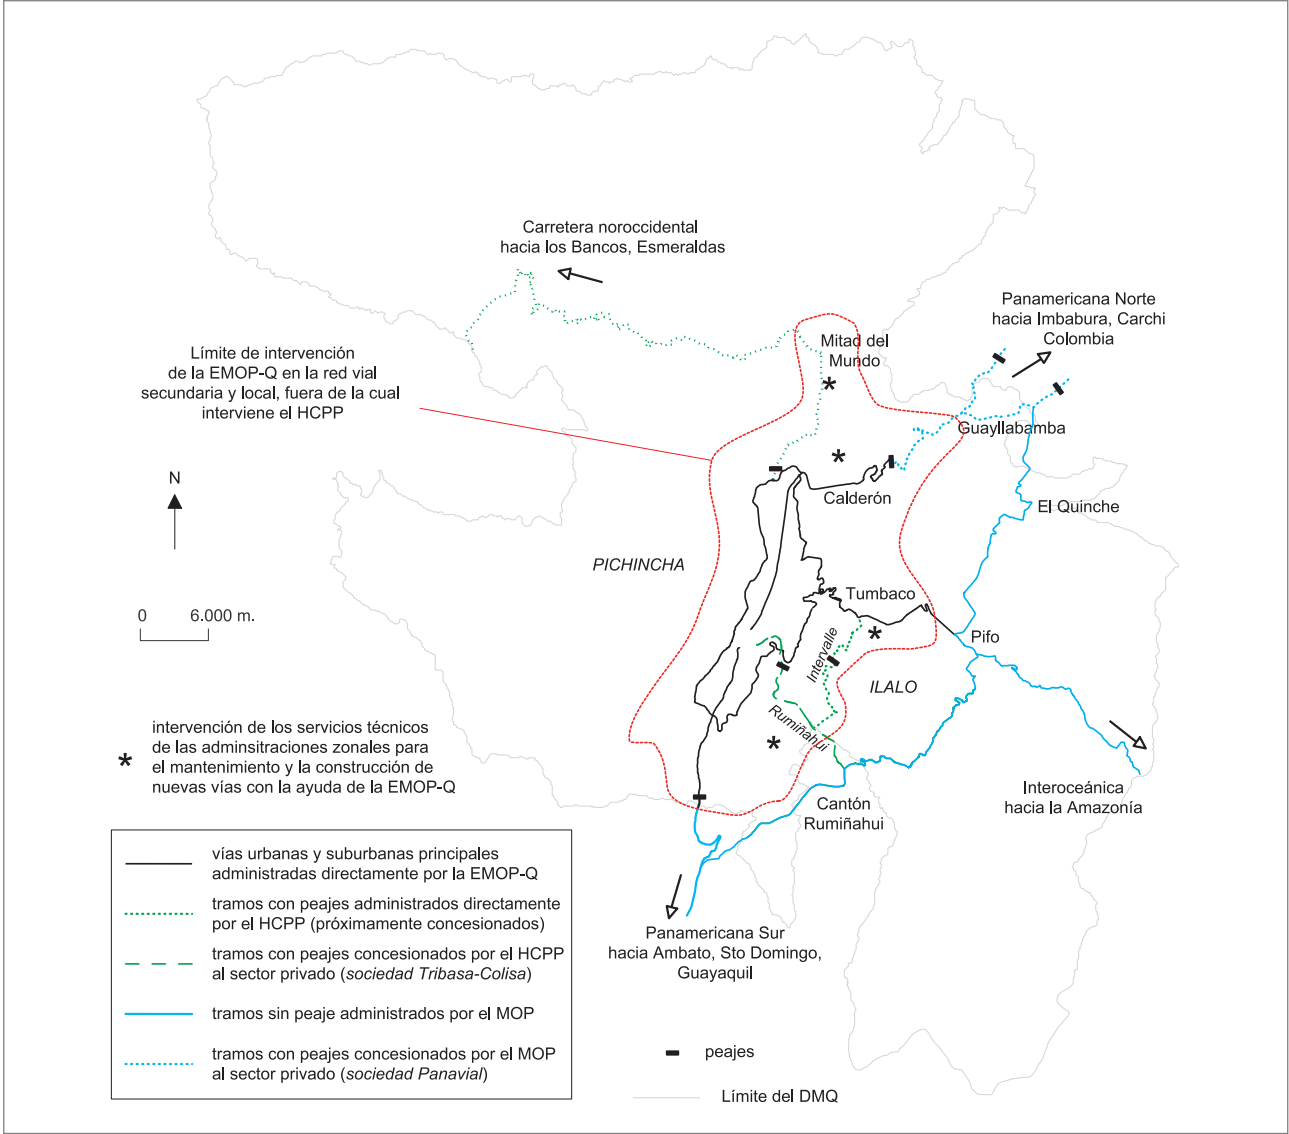 Carretera noroccidental
hacia los Bancos, Esmeraldas
Panamericana Norte
hacia Imbabura, Carchi
Colombia
Mitad del
Mundo
Límite de intervención
de la EMOP-Q en la red vial
secundaria y local, fuera de la cual
interviene el HCPP
Guayllabamba
N
Calderón
El Quinche
PICHINCHA
Tumbaco
0 6.000 m.
Pifo
Intervalle
ILALO
Rumiñahui
* intervención de los servicios técnicos
de las adminsitraciones zonales para
el mantenimiento y la construcción de
nuevas vías con la ayuda de la EMOP-Q
Interoceánica
hacia la Amazonía
Cantón
Rumiñahui
Panamericana Sur
hacia Ambato, Sto Domingo,
Guayaquil
vías urbanas y suburbanas principales
administradas directamente por la EMOP-Q
tramos con peajes administrados directamente
por el HCPP (próximamente concesionados)
tramos con peajes concesionados por el HCPP
al sector privado (sociedad Tribasa-Colisa)
tramos sin peaje administrados por el MOP
tramos con peajes concesionados por el MOP
al sector privado (sociedad Panavial)
peajes
Límite del DMQ